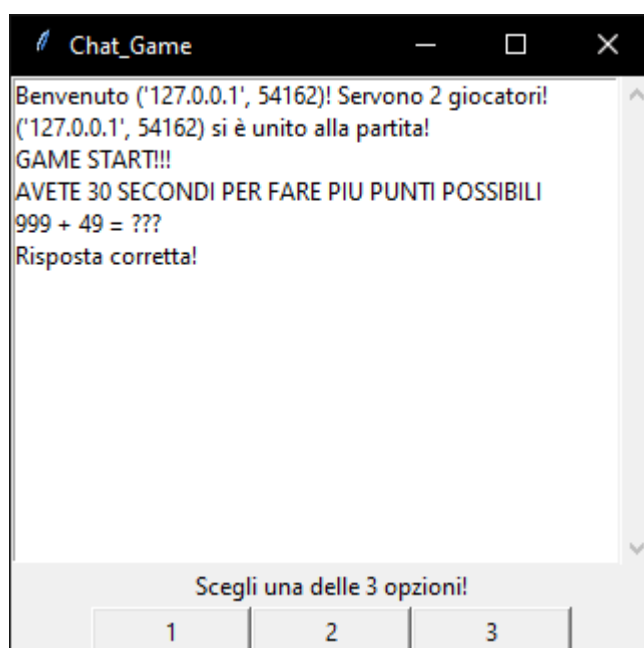 Chat_Game
Benvenuto ('127.0.0.1', 54162)! Servono 2 giocatori!
('127.0.0.1', 54162) si è unito alla partita!
GAME START!!!
AVETE 30 SECONDI PER FARE PIU PUNTI POSSIBILI
999 + 49 = ???
Risposta corretta!
Scegli una delle 3 opzioni!
1 2 3